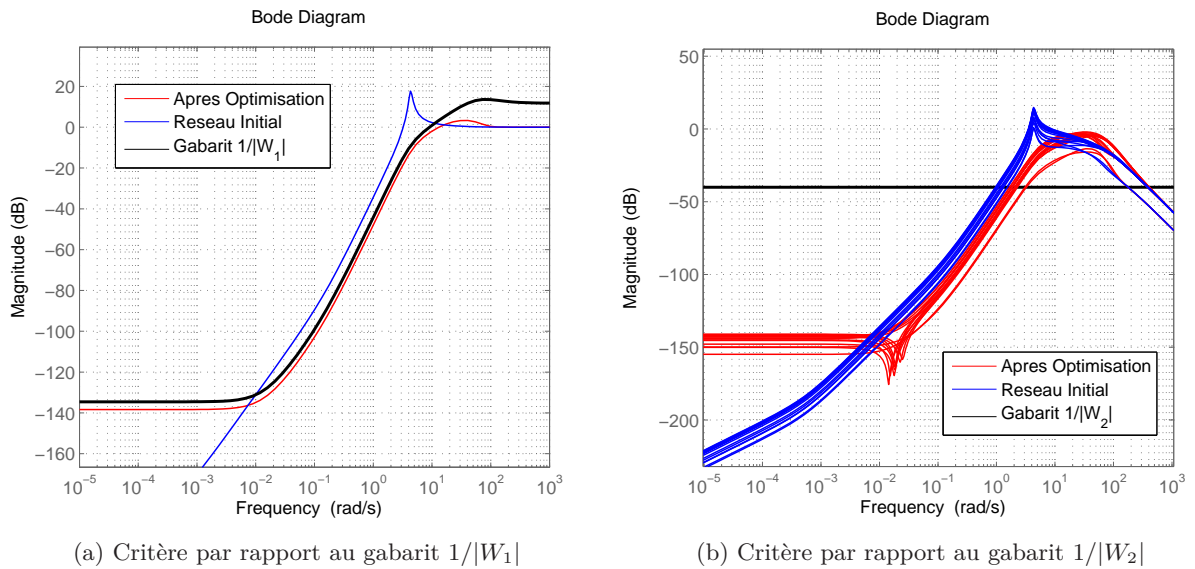 Bode Diagram
20
0
−20
−40
−60
−80
−100
−120
−140
−160
Magnitude (dB)
Apres Optimisation
Reseau Initial
Gabarit 1/|W_1|
10^−5
10^−4
10^−3
10^−2
10^−1
10^0
10^1
10^2
10^3
Frequency (rad/s)
(a) Critère par rapport au gabarit 1/|W_1|
Bode Diagram
50
0
−50
−100
−150
−200
Magnitude (dB)
Apres Optimisation
Reseau Initial
Gabarit 1/|W_2|
10^−5
10^−4
10^−3
10^−2
10^−1
10^0
10^1
10^2
10^3
Frequency (rad/s)
(b) Critère par rapport au gabarit 1/|W_2|